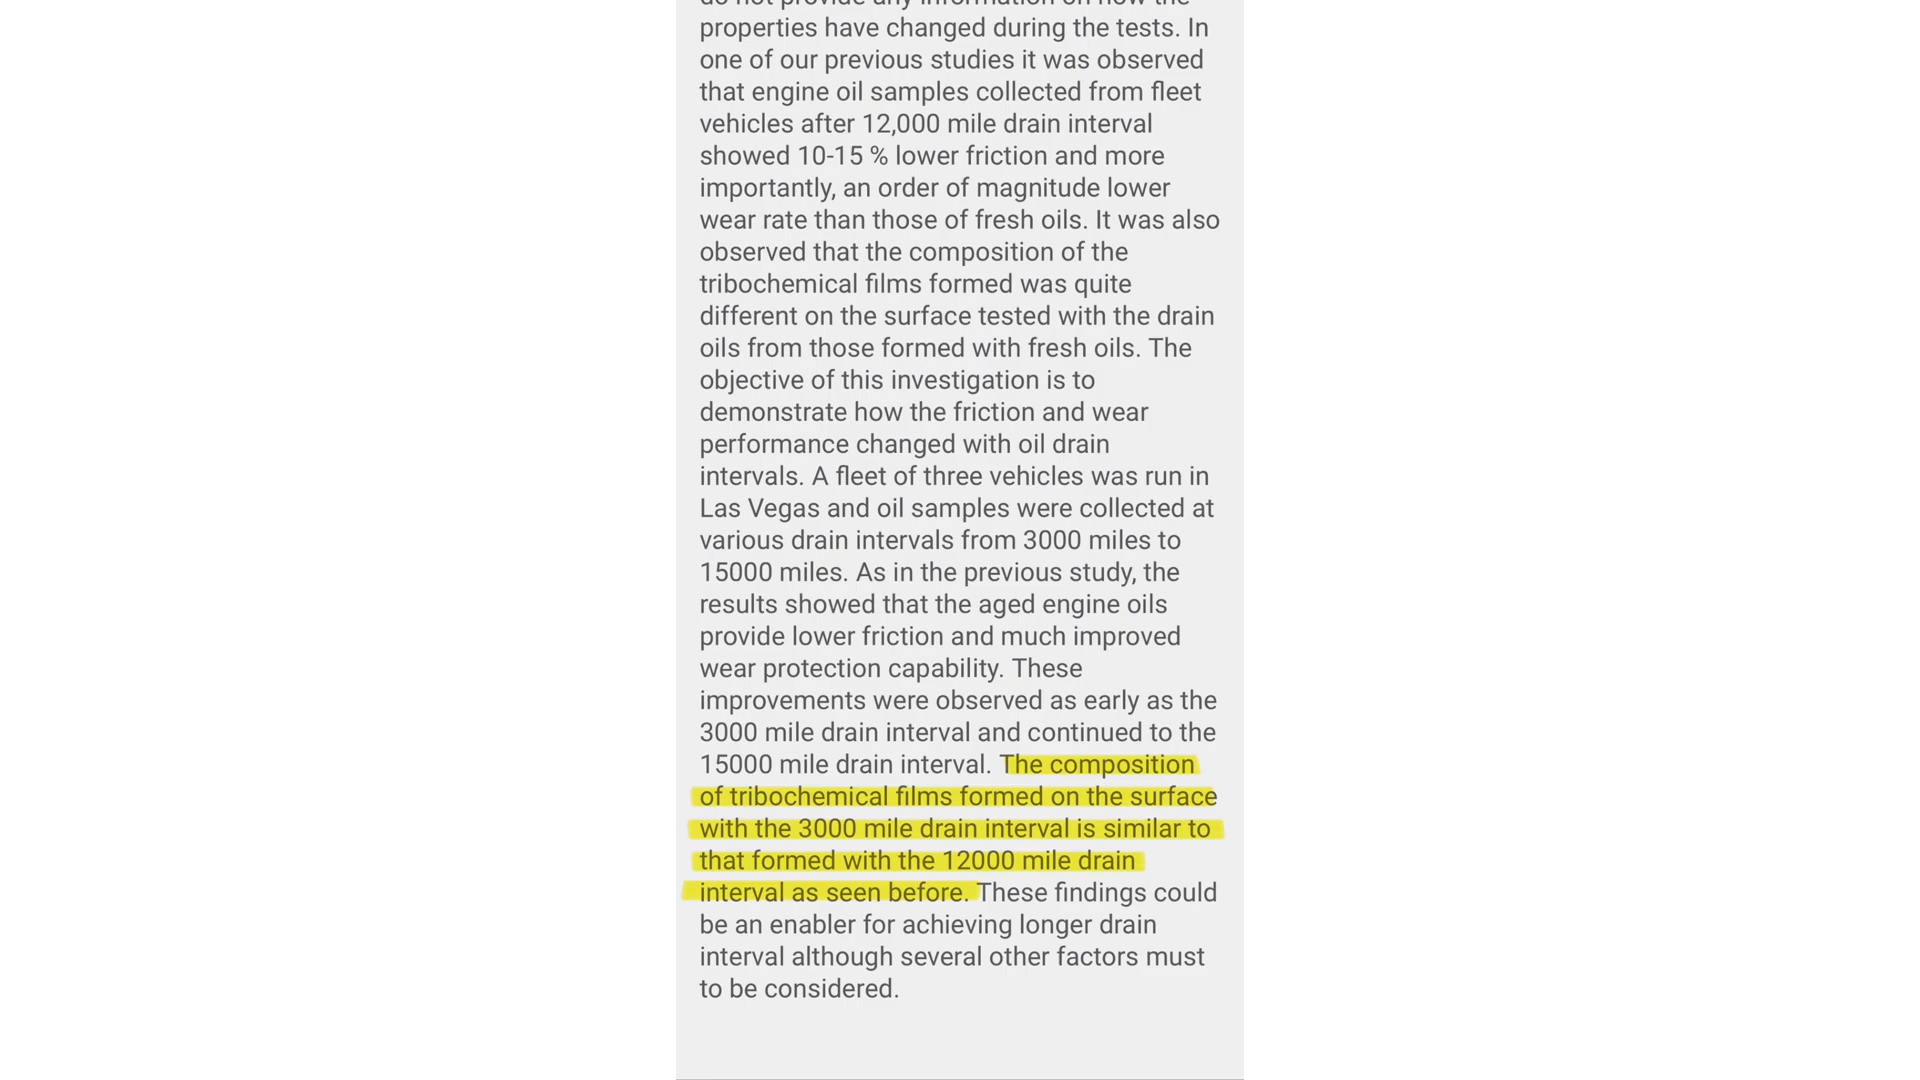 do not provide any information on how the
properties have changed during the tests. In
one of our previous studies it was observed
that engine oil samples collected from fleet
vehicles after 12,000 mile drain interval
showed 10-15 % lower friction and more
importantly, an order of magnitude lower
wear rate than those of fresh oils. It was also
observed that the composition of the
tribochemical films formed was quite
different on the surface tested with the drain
oils from those formed with fresh oils. The
objective of this investigation is to
demonstrate how the friction and wear
performance changed with oil drain
intervals. A fleet of three vehicles was run in
Las Vegas and oil samples were collected at
various drain intervals from 3000 miles to
15000 miles. As in the previous study, the
results showed that the aged engine oils
provide lower friction and much improved
wear protection capability. These
improvements were observed as early as the
3000 mile drain interval and continued to the
15000 mile drain interval. The composition
of tribochemical films formed on the surface
with the 3000 mile drain interval is similar to
that formed with the 12000 mile drain
interval as seen before. These findings could
be an enabler for achieving longer drain
interval although several other factors must
to be considered.